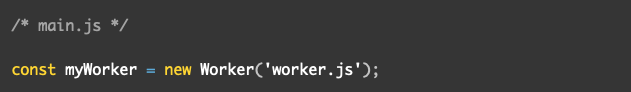 /* main.js */
const myWorker = new Worker('worker.js');